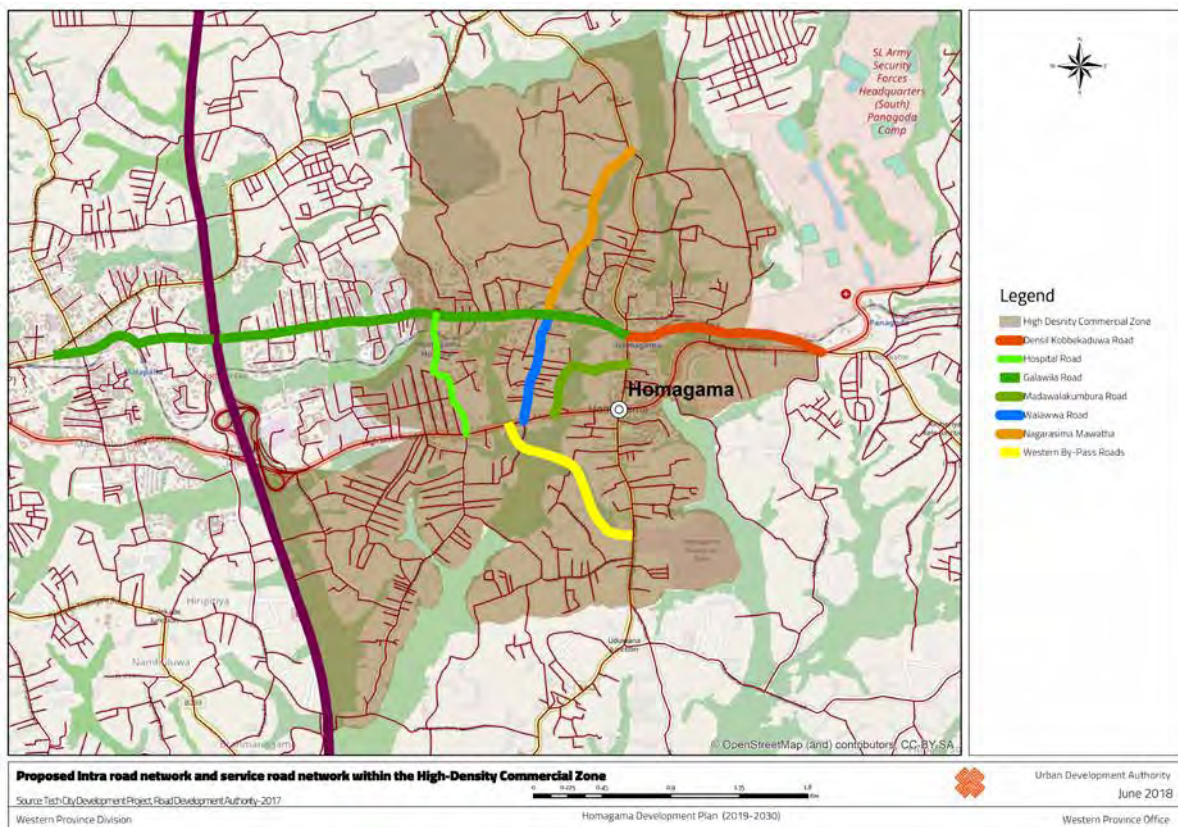 SL Army
Security
Forces
Headquarters
(South)
Panagoda
Camp
Homagama
Hiripitiya
Uduwana
© OpenStreetMap (and) contributors, CC-BY-SA
N
Legend
High Desnity Commercial Zone
Densil Kobbekaduwa Road
Hospital Road
Galawila Road
Madawalakumbura Road
Walawwa Road
Nagarasima Mawatha
Western By-Pass Roads
Proposed Intra road network and service road network within the High-Density Commercial Zone
Source: Tech City Development Project, Road Development Authority-2017
Western Province Division
Homagama Development Plan (2019-2030)
Urban Development Authority
June 2018
Western Province Office